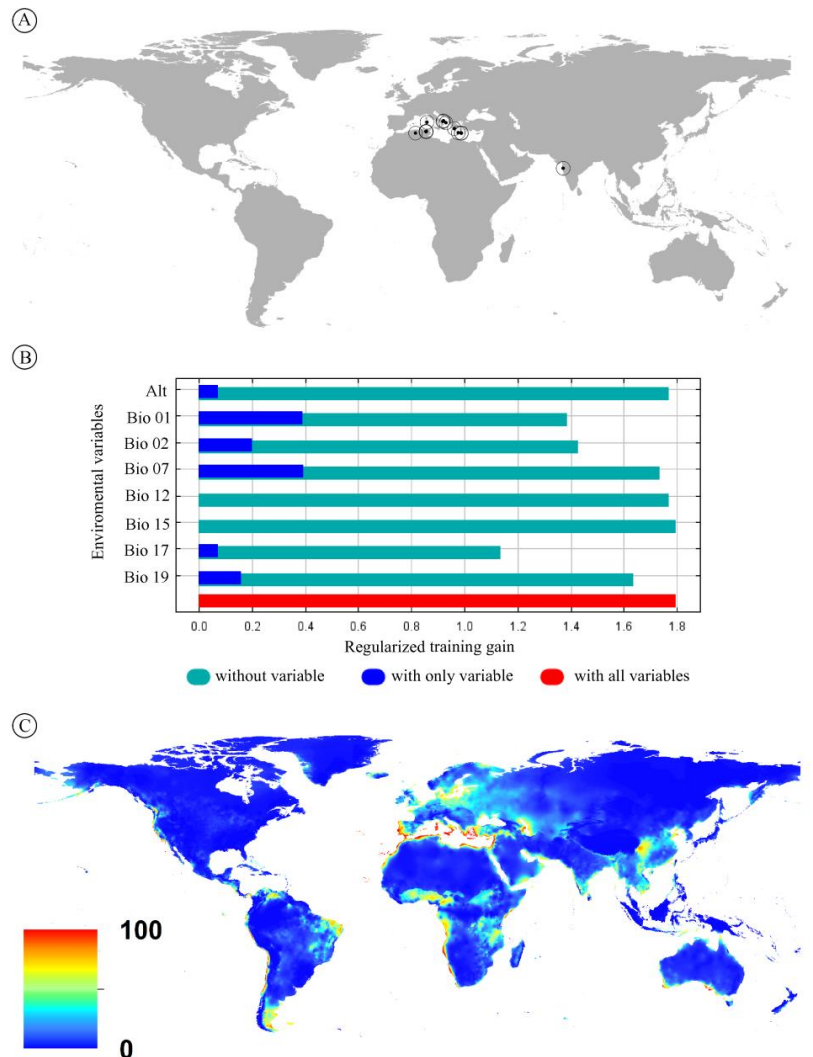 A
B
Enviromental variables
Alt
Bio 01
Bio 02
Bio 07
Bio 12
Bio 15
Bio 17
Bio 19
0.0 0.2 0.4 0.6 0.8 1.0 1.2 1.4 1.6 1.8
Regularized training gain
without variable with only variable with all variables
C
100
0